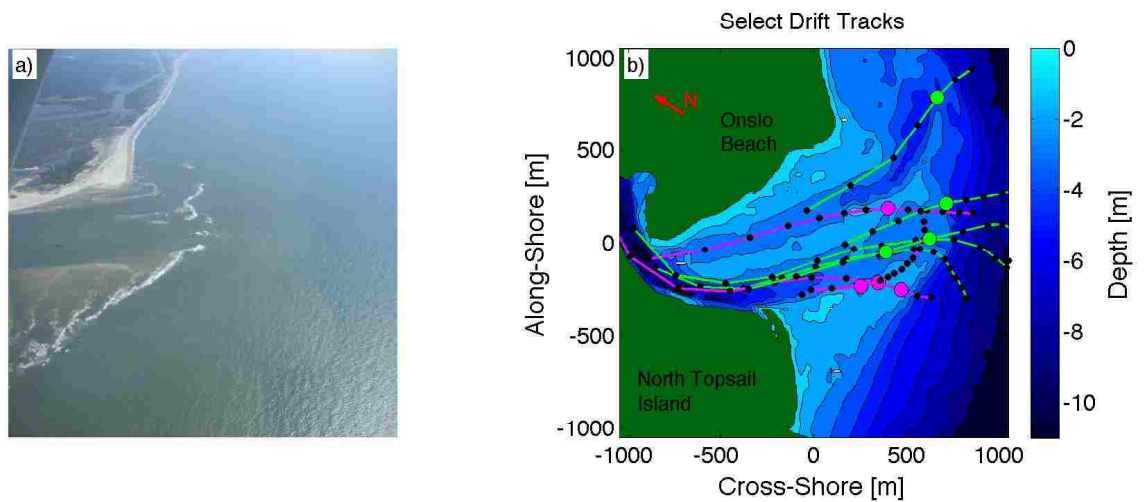 a)
Select Drift Tracks
b)
N
Onslo
Beach
North Topsail
Island
1000
500
0
-500
-1000
Along-Shore [m]
-1000
-500
0
500
1000
Cross-Shore [m]
0
-2
-4
-6
-8
-10
Depth [m]